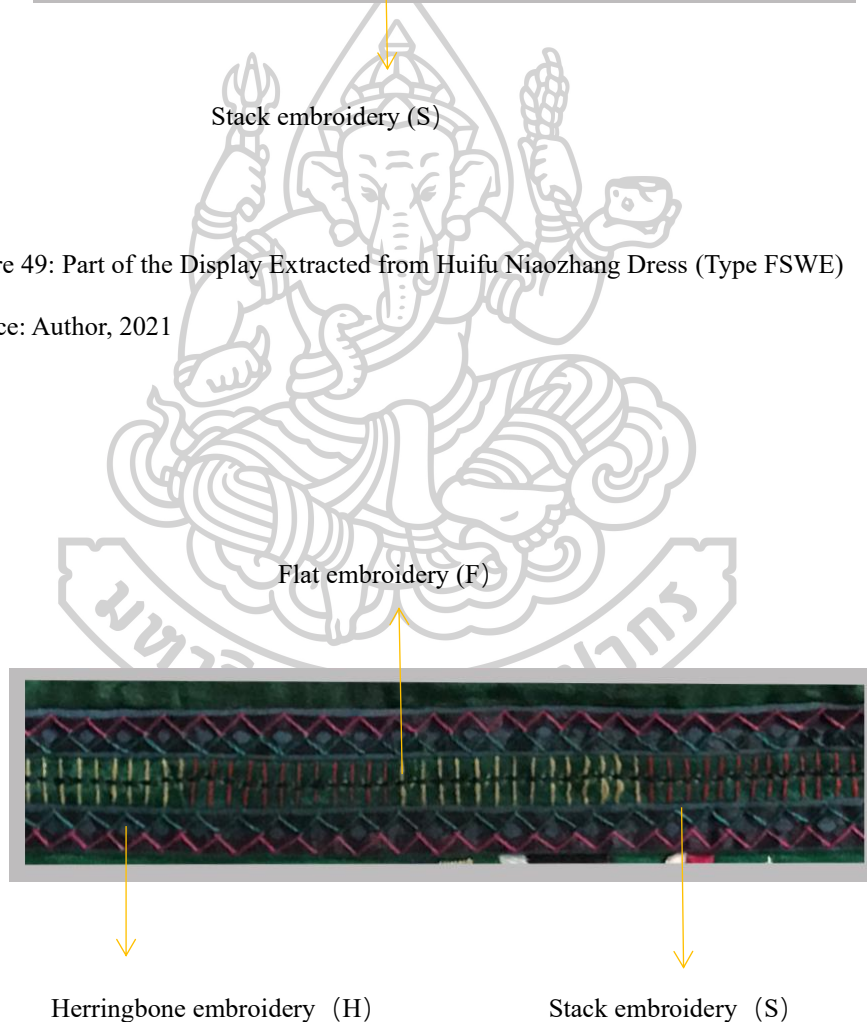 Stack embroidery (S)
re 49: Part of the Display Extracted from Huifu Niaozhang Dress (Type FSWE)
ce: Author, 2021
Flat embroidery (F)
Herringbone embroidery (H)
Stack embroidery (S)